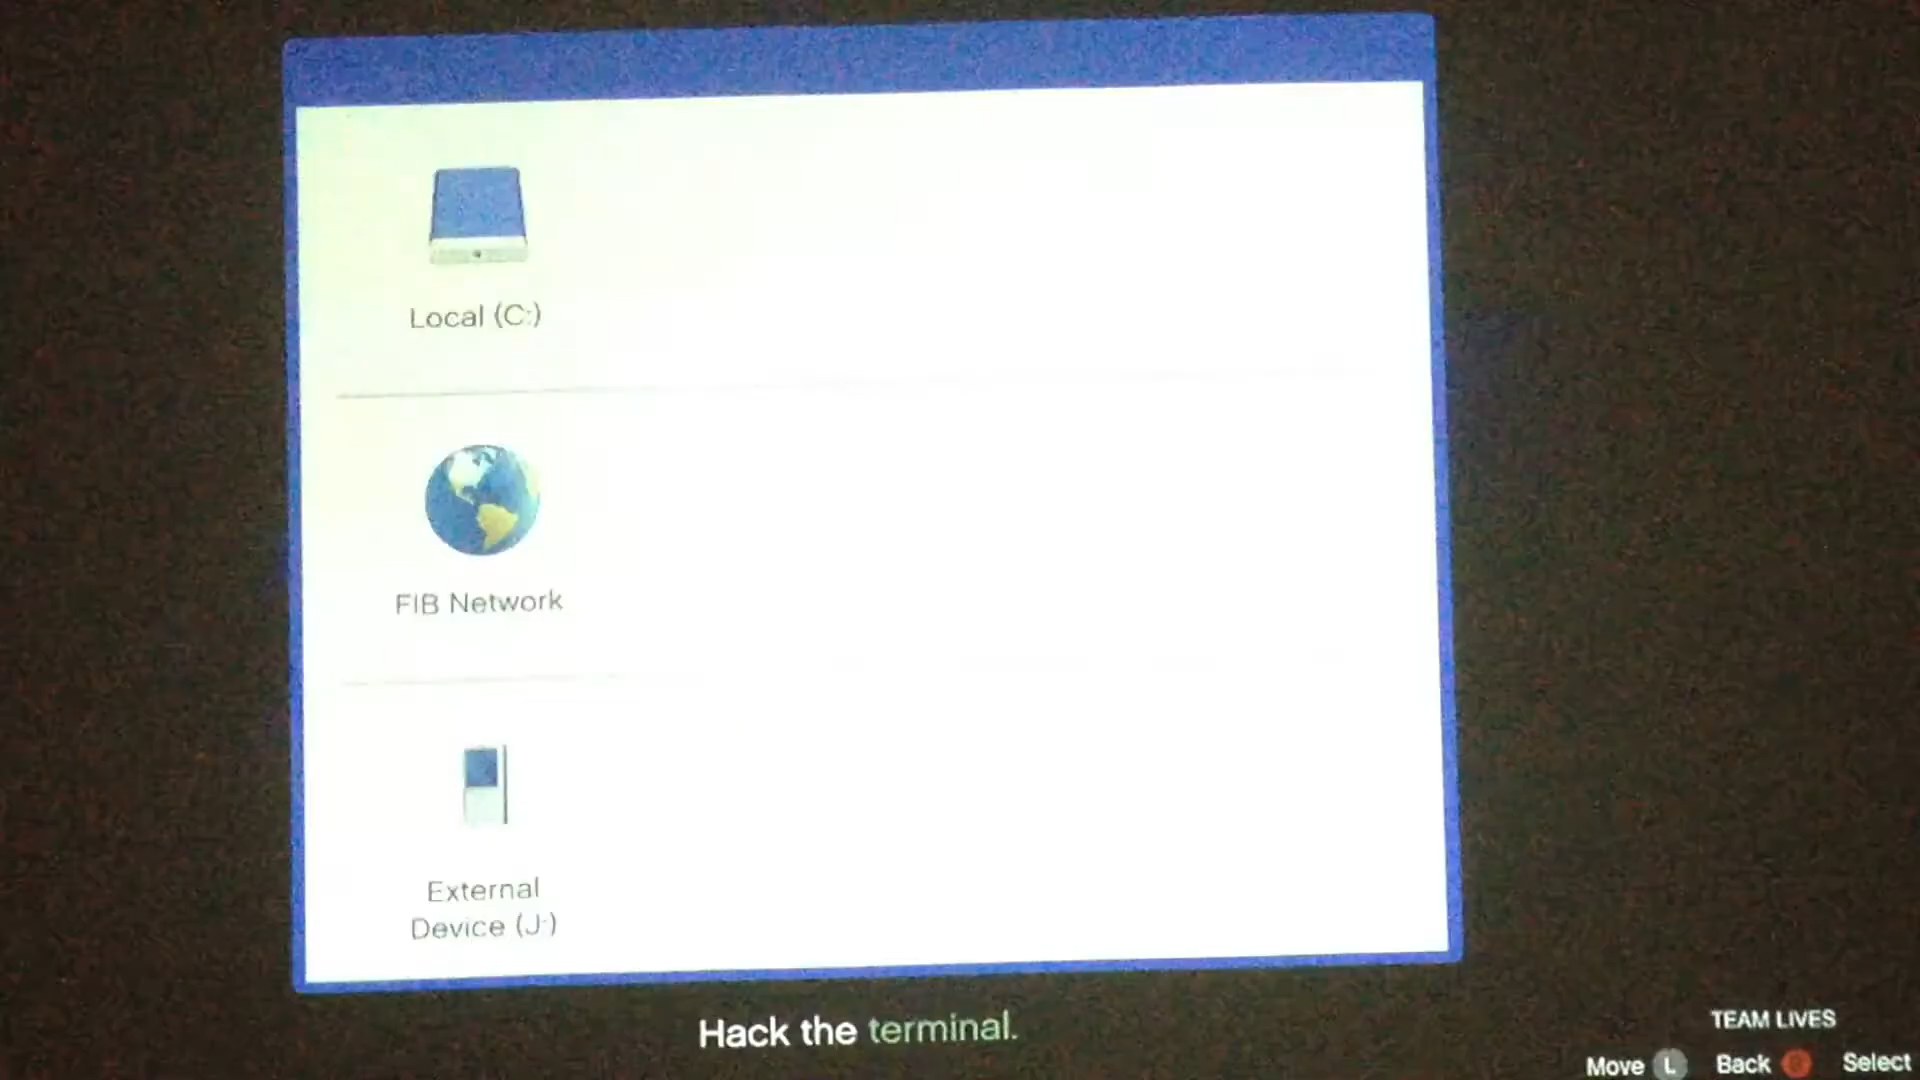 Local (C:)
FIB Network
External
Device (J:)
Hack the terminal.
TEAM LIVES
Move L Back Select